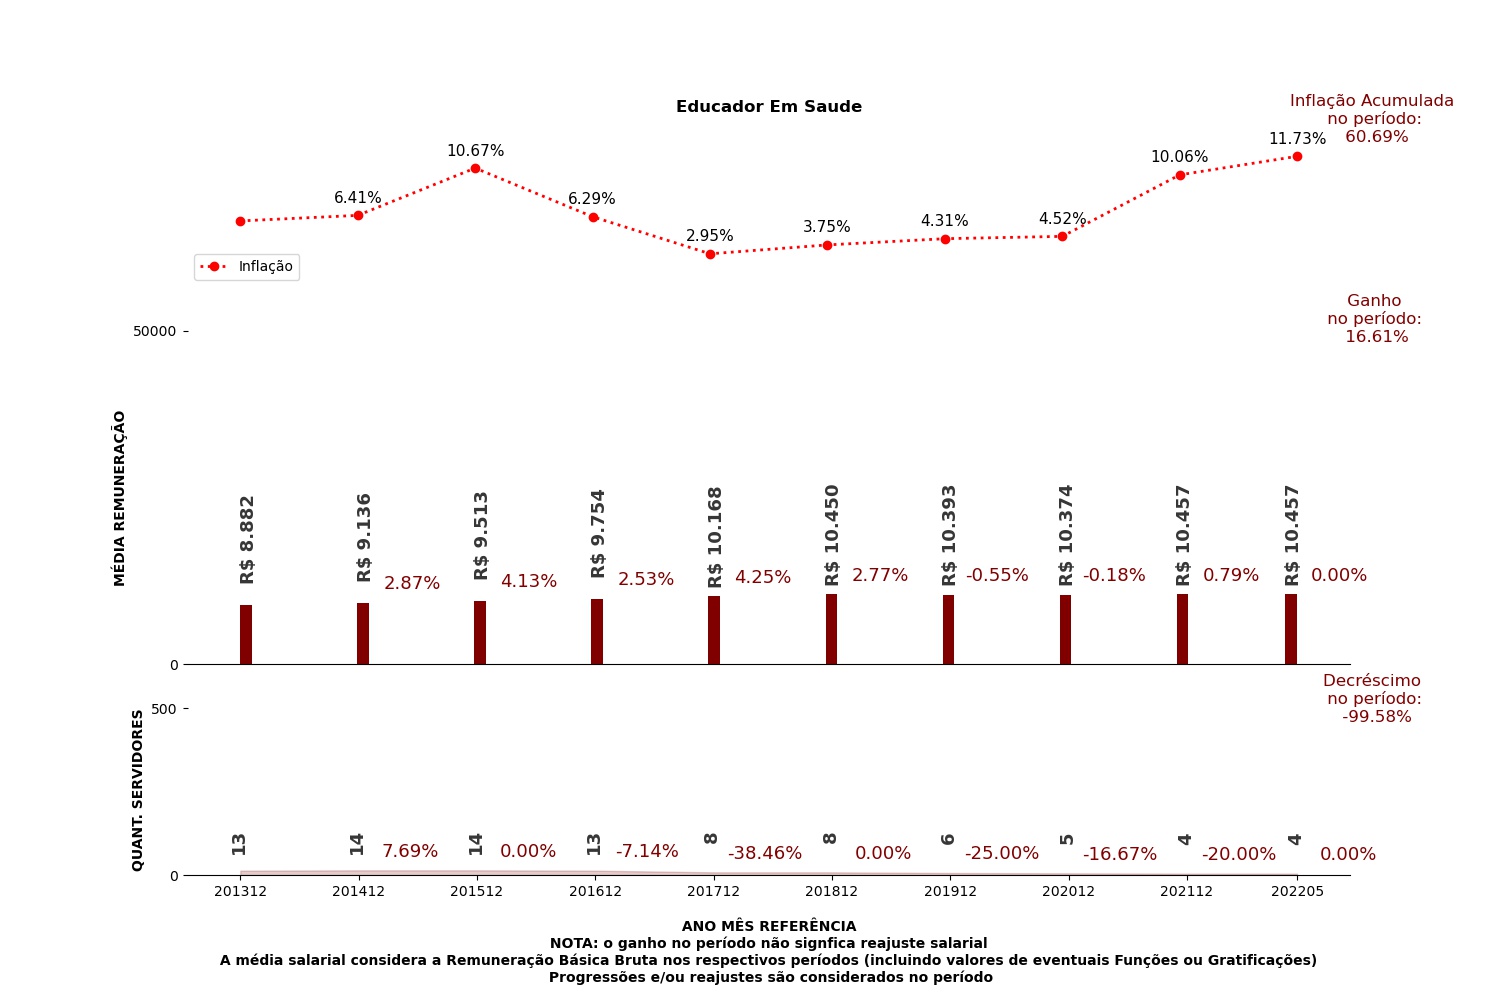 Educador Em Saude
Inflação Acumulada
no período:
60.69%
6.41%
10.67%
6.29%
2.95%
3.75%
4.31%
4.52%
10.06%
11.73%
Inflação
Ganho
no período:
16.61%
50000
0
MÉDIA REMUNERAÇÃO
R$ 8.882
R$ 9.136
R$ 9.513
R$ 9.754
R$ 10.168
R$ 10.450
R$ 10.393
R$ 10.374
R$ 10.457
R$ 10.457
2.87%
4.13%
2.53%
4.25%
2.77%
-0.55%
-0.18%
0.79%
0.00%
Decréscimo
no período:
-99.58%
500
0
QUANT. SERVIDORES
13
14
14
13
8
8
6
5
4
4
7.69%
0.00%
-7.14%
-38.46%
0.00%
-25.00%
-16.67%
-20.00%
0.00%
201312
201412
201512
201612
201712
201812
201912
202012
202112
202205
ANO MÊS REFERÊNCIA
NOTA: o ganho no período não signfica reajuste salarial
A média salarial considera a Remuneração Básica Bruta nos respectivos períodos (incluindo valores de eventuais Funções ou Gratificações)
Progressões e/ou reajustes são considerados no período